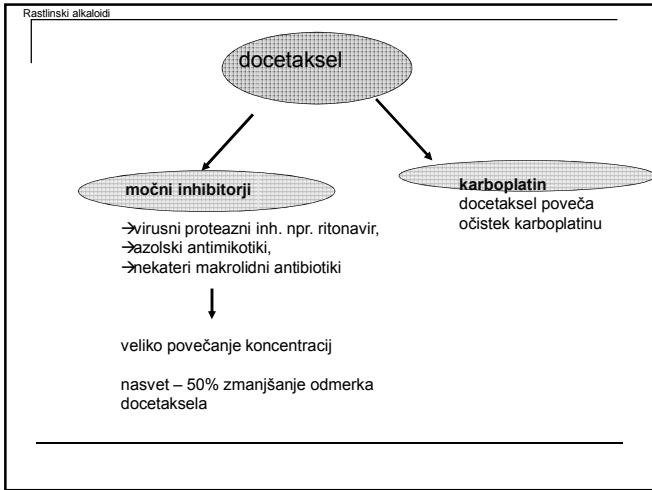 Rastlinski alkaloidi
docetaksel
močni inhibitorji
→virusni proteazni inh. npr. ritonavir,
→azolski antimikotiki,
→nekateri makrolidni antibiotiki
veliko povečanje koncentracij
nasvet – 50% zmanjšanje odmerka
docetaksela
karboplatin
docetaksel poveča
očistek karboplatinu